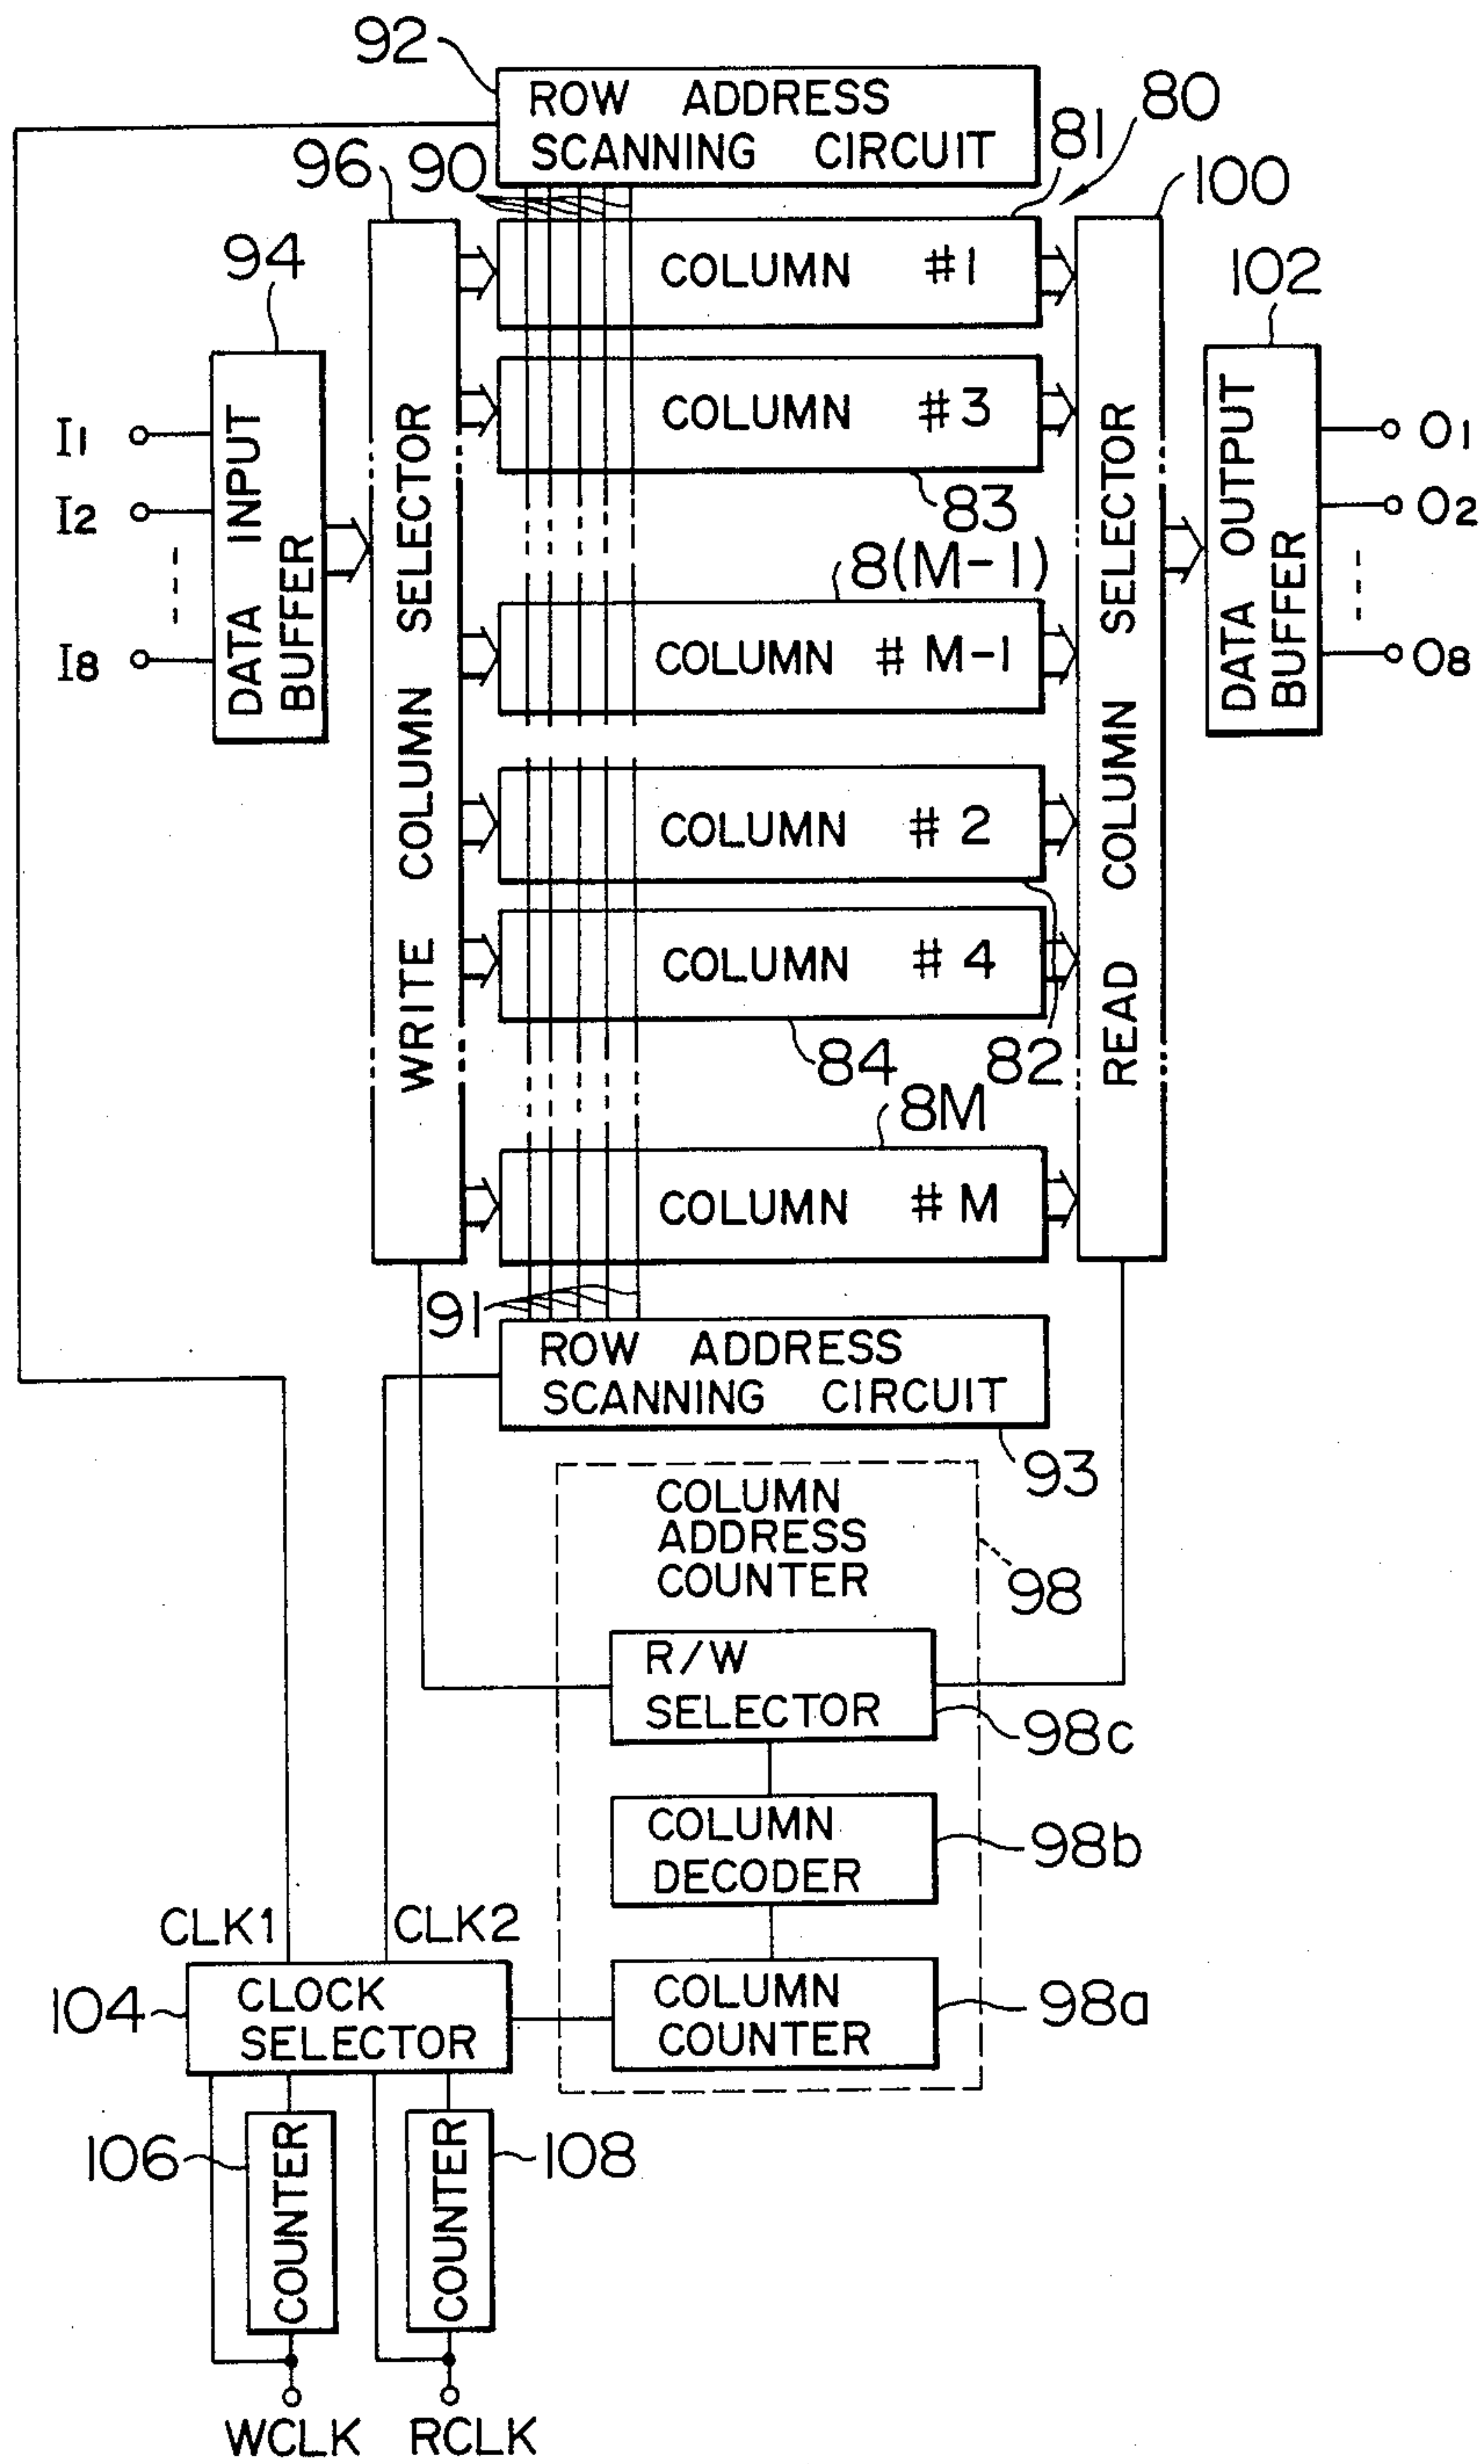 92
ROW ADDRESS
SCANNING CIRCUIT
80
81
96
90
100
94
COLUMN #1
102
I1
I2
I8
DATA INPUT
BUFFER
WRITE COLUMN SELECTOR
COLUMN #3
83
8(M-1)
COLUMN #M-1
COLUMN #2
COLUMN #4
82
84
8M
COLUMN #M
READ COLUMN SELECTOR
DATA OUTPUT
BUFFER
O1
O2
O8
91
ROW ADDRESS
SCANNING CIRCUIT
93
COLUMN
ADDRESS
COUNTER
98
R/W
SELECTOR
98c
COLUMN
DECODER
98b
CLK1
CLK2
104
CLOCK
SELECTOR
COLUMN
COUNTER
98a
106
COUNTER
COUNTER
108
WCLK
RCLK